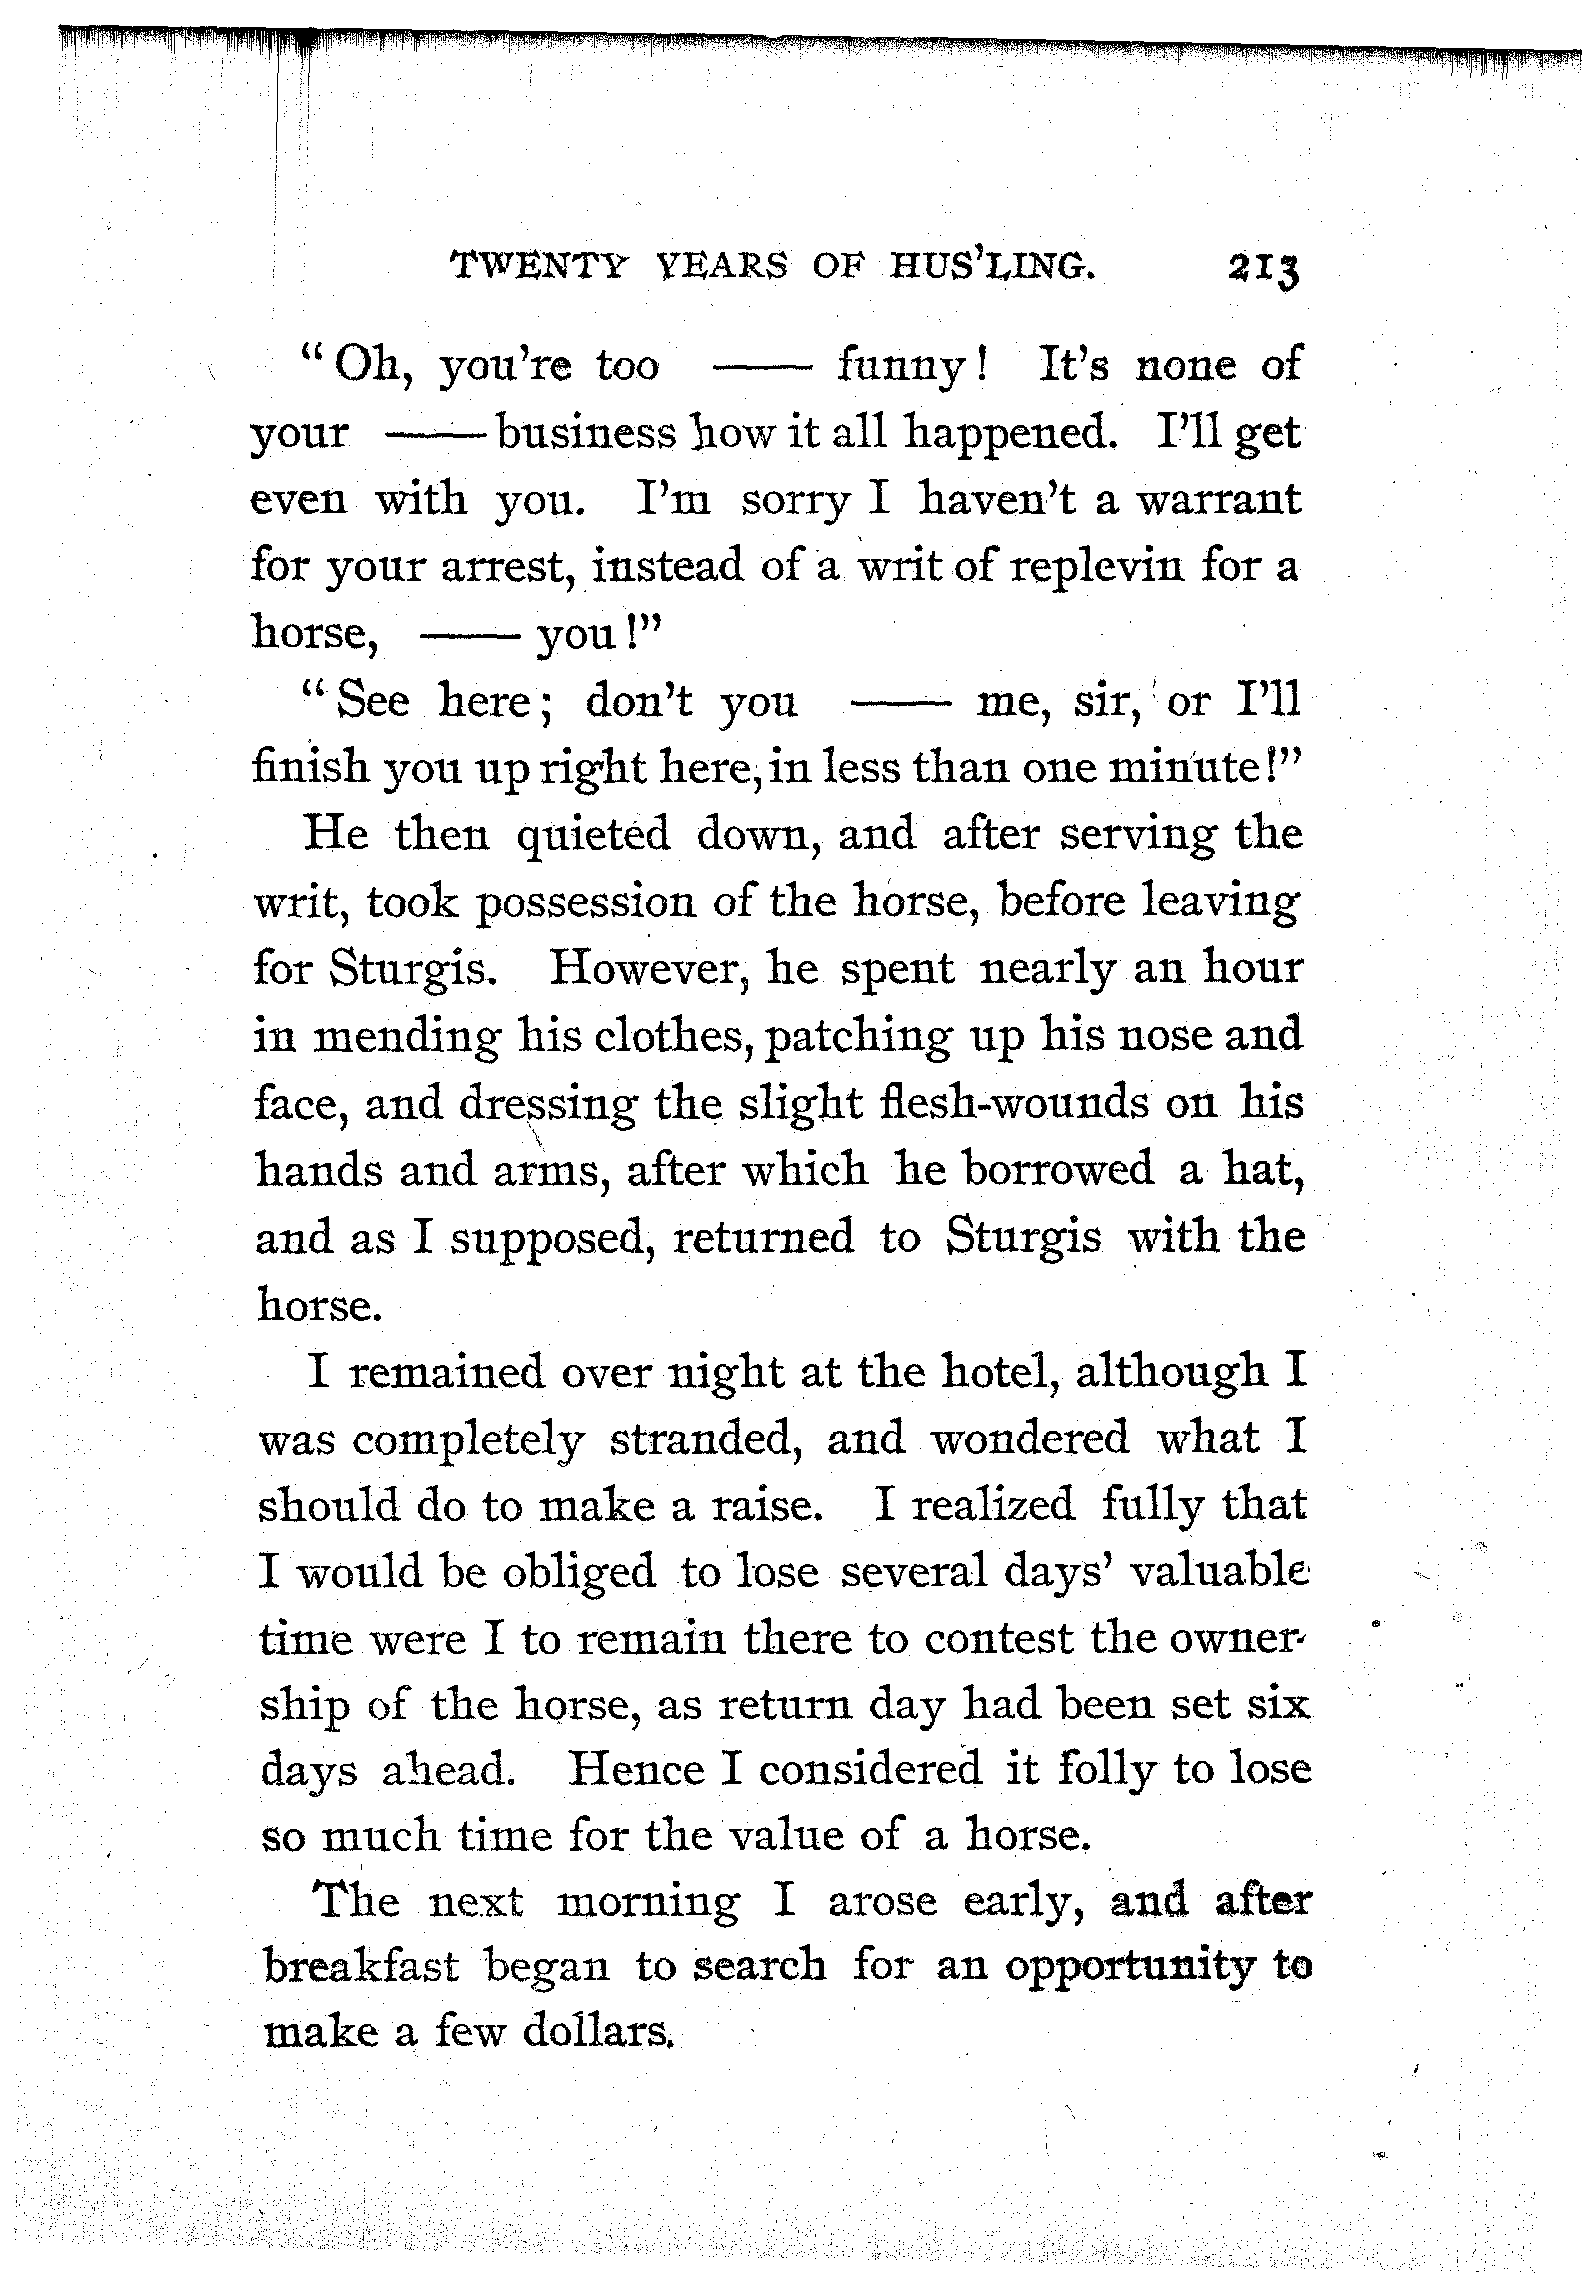 TWENTY YEARS OF HUS'LING. 213
"Oh, you're too —— funny! It's none of
your —— business how it all happened. I'll get
even with you. I'm sorry I haven't a warrant
for your arrest, instead of a writ of replevin for a
horse, —— you!"
"See here; don't you —— me, sir, or I'll
finish you up right here, in less than one minute!"
He then quieted down, and after serving the
writ, took possession of the horse, before leaving
for Sturgis. However, he spent nearly an hour
in mending his clothes, patching up his nose and
face, and dressing the slight flesh-wounds on his
hands and arms, after which he borrowed a hat,
and as I supposed, returned to Sturgis with the
horse.
I remained over night at the hotel, although I
was completely stranded, and wondered what I
should do to make a raise. I realized fully that
I would be obliged to lose several days' valuable
time were I to remain there to contest the owner-
ship of the horse, as return day had been set six
days ahead. Hence I considered it folly to lose
so much time for the value of a horse.
The next morning I arose early, and after
breakfast began to search for an opportunity to
make a few dollars.